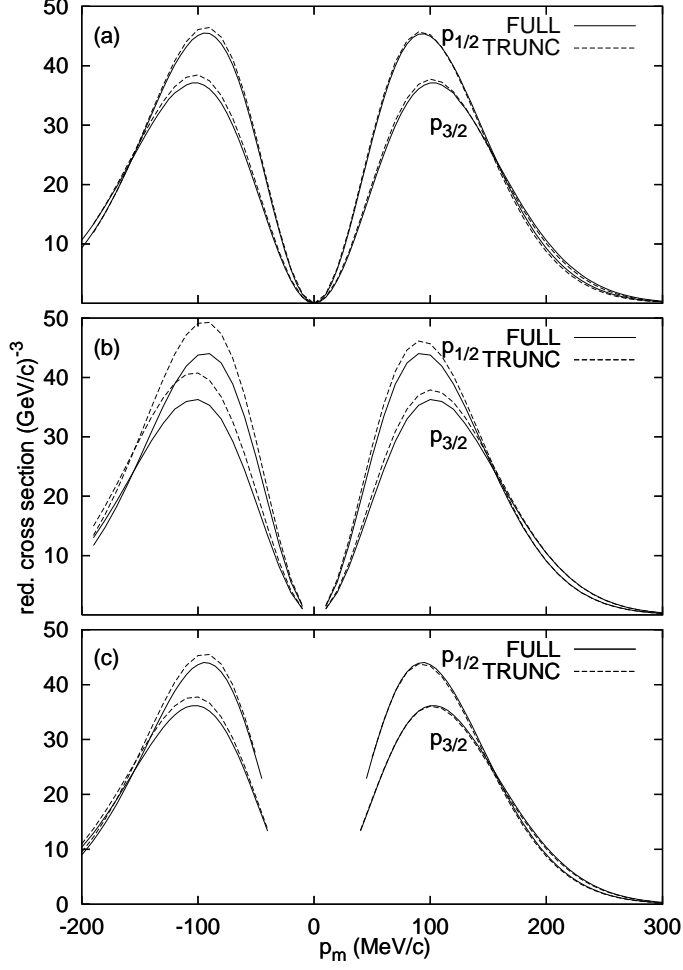 50
(a)
p1/2
FULL
TRUNC
40
30
p3/2
20
10
50
(b)
p1/2
FULL
TRUNC
40
30
p3/2
20
10
red. cross section (GeV/c)-3
50
(c)
p1/2
FULL
TRUNC
40
30
p3/2
20
10
0
-200 -100 0 100 200 300
pm (MeV/c)